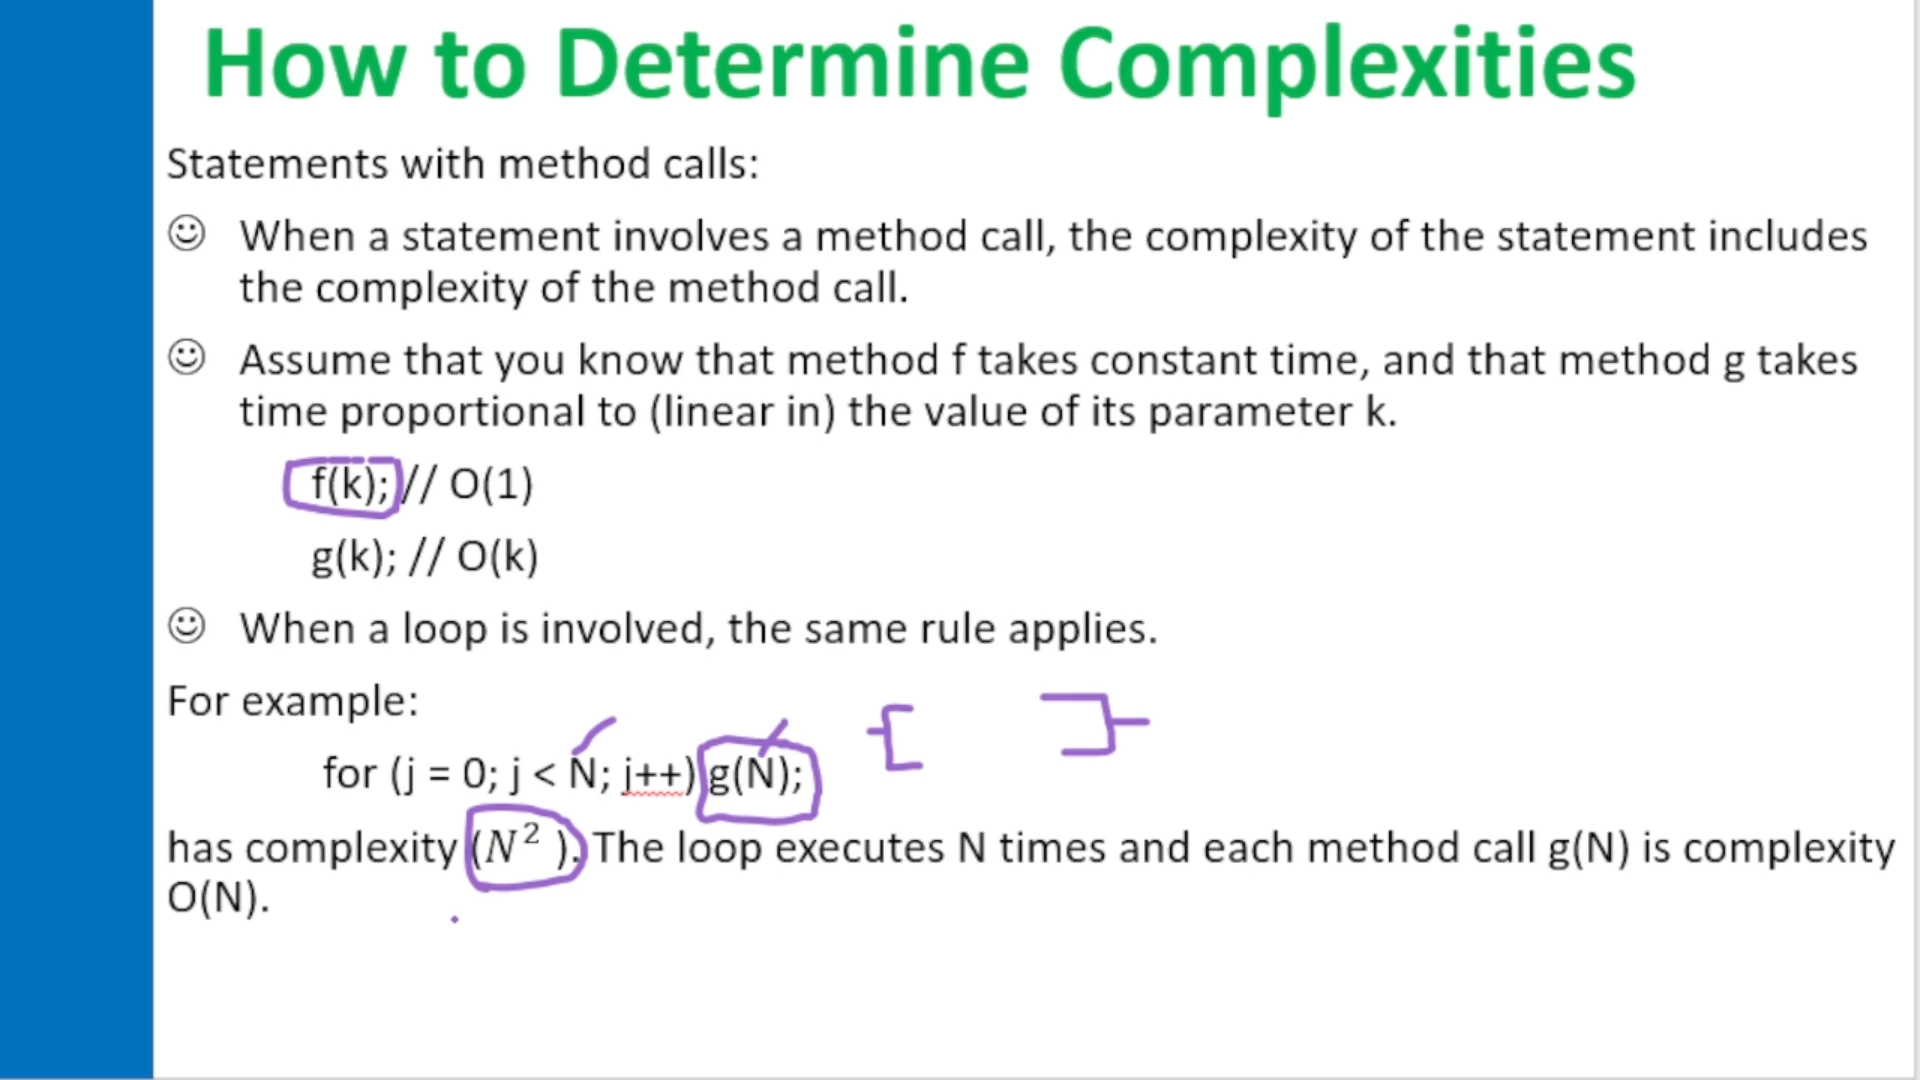 How to Determine Complexities
Statements with method calls:
☺ When a statement involves a method call, the complexity of the statement includes
the complexity of the method call.
☺ Assume that you know that method f takes constant time, and that method g takes
time proportional to (linear in) the value of its parameter k.
f(k); // O(1)
g(k); // O(k)
☺ When a loop is involved, the same rule applies.
For example:
for (j = 0; j < N; j++) g(N);
has complexity (N² ). The loop executes N times and each method call g(N) is complexity
O(N).